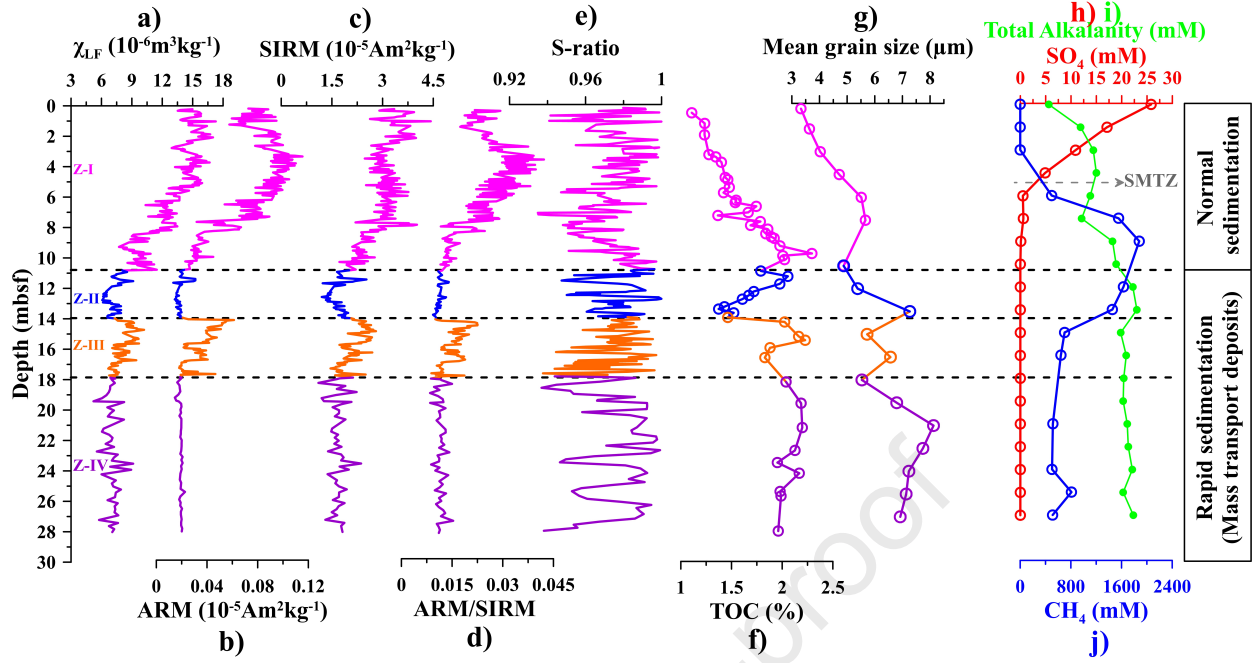 a) c) e) g) h) i)
χLF (10-6m3kg-1) SIRM (10-5Am2kg-1) S-ratio Mean grain size (µm) Total Alkalanity (mM)
SO4 (mM)
3 6 9 12 15 18 0 1.5 3 4.5 0.92 0.96 1 3 4 5 6 7 8 0 5 10 15 20 25 30
Depth (mbsf)
0
2
4
6
8
10
12
14
16
18
20
22
24
26
28
30
Z-I
Z-II
Z-III
Z-IV
SMTZ
Normal
sedimentation
Rapid sedimentation
(Mass transport deposits)
proof
0 0.04 0.08 0.12 0 0.015 0.03 0.045 1 1.5 2 2.5 0 800 1600 2400
ARM (10-5Am2kg-1) ARM/SIRM TOC (%) CH4 (mM)
b) d) f) j)